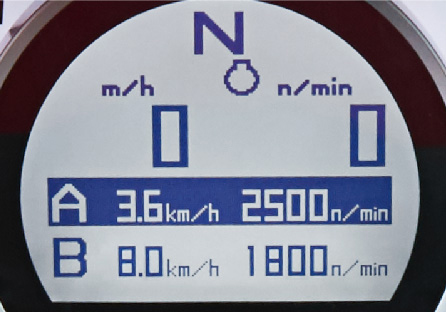 N
m/h n/min
0 0
A 3.6km/h 2500n/min
B 8.0km/h 1800n/min